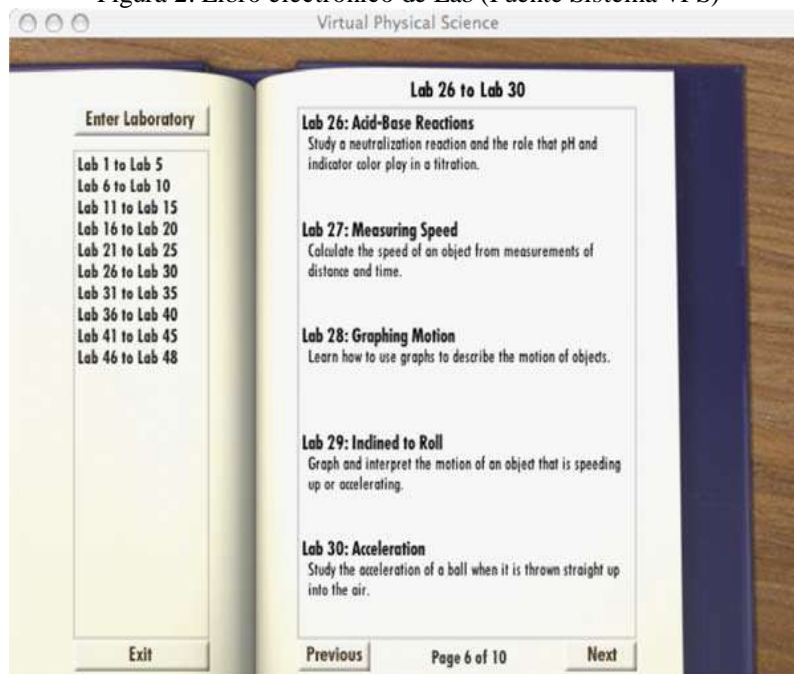 Figura 2. Libro electrónico de Lab (Fuente Sistema VPS)
Virtual Physical Science
Enter Laboratory
Lab 1 to Lab 5
Lab 6 to Lab 10
Lab 11 to Lab 15
Lab 16 to Lab 20
Lab 21 to Lab 25
Lab 26 to Lab 30
Lab 31 to Lab 35
Lab 36 to Lab 40
Lab 41 to Lab 45
Lab 46 to Lab 48
Exit
Lab 26 to Lab 30
Lab 26: Acid-Base Reactions
Study a neutralization reaction and the role that pH and
indicator color play in a titration.
Lab 27: Measuring Speed
Calculate the speed of an object from measurements of
distance and time.
Lab 28: Graphing Motion
Learn how to use graphs to describe the motion of objects.
Lab 29: Inclined to Roll
Graph and interpret the motion of an object that is speeding
up or accelerating.
Lab 30: Acceleration
Study the acceleration of a ball when it is thrown straight up
into the air.
Previous
Page 6 of 10
Next